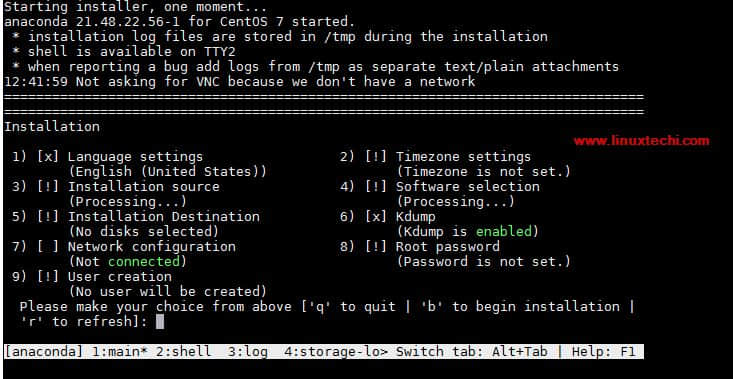 Starting installer, one moment...
anaconda 21.48.22.56-1 for CentOS 7 started.
* installation log files are stored in /tmp during the installation
* shell is available on TTY2
* when reporting a bug add logs from /tmp as separate text/plain attachments
12:41:59 Not asking for VNC because we don't have a network
================================================================================
================================================================================
Installation
www.linuxtechi.com
1) [x] Language settings 2) [!] Timezone settings
(English (United States)) (Timezone is not set.)
3) [!] Installation source 4) [!] Software selection
(Processing...) (Processing...)
5) [!] Installation Destination 6) [x] Kdump
(No disks selected) (Kdump is enabled)
7) [ ] Network configuration 8) [!] Root password
(Not connected) (Password is not set.)
9) [!] User creation
(No user will be created)
Please make your choice from above ['q' to quit | 'b' to begin installation |
'r' to refresh]:
[anaconda] 1:main* 2:shell 3:log 4:storage-lo> Switch tab: Alt+Tab | Help: F1